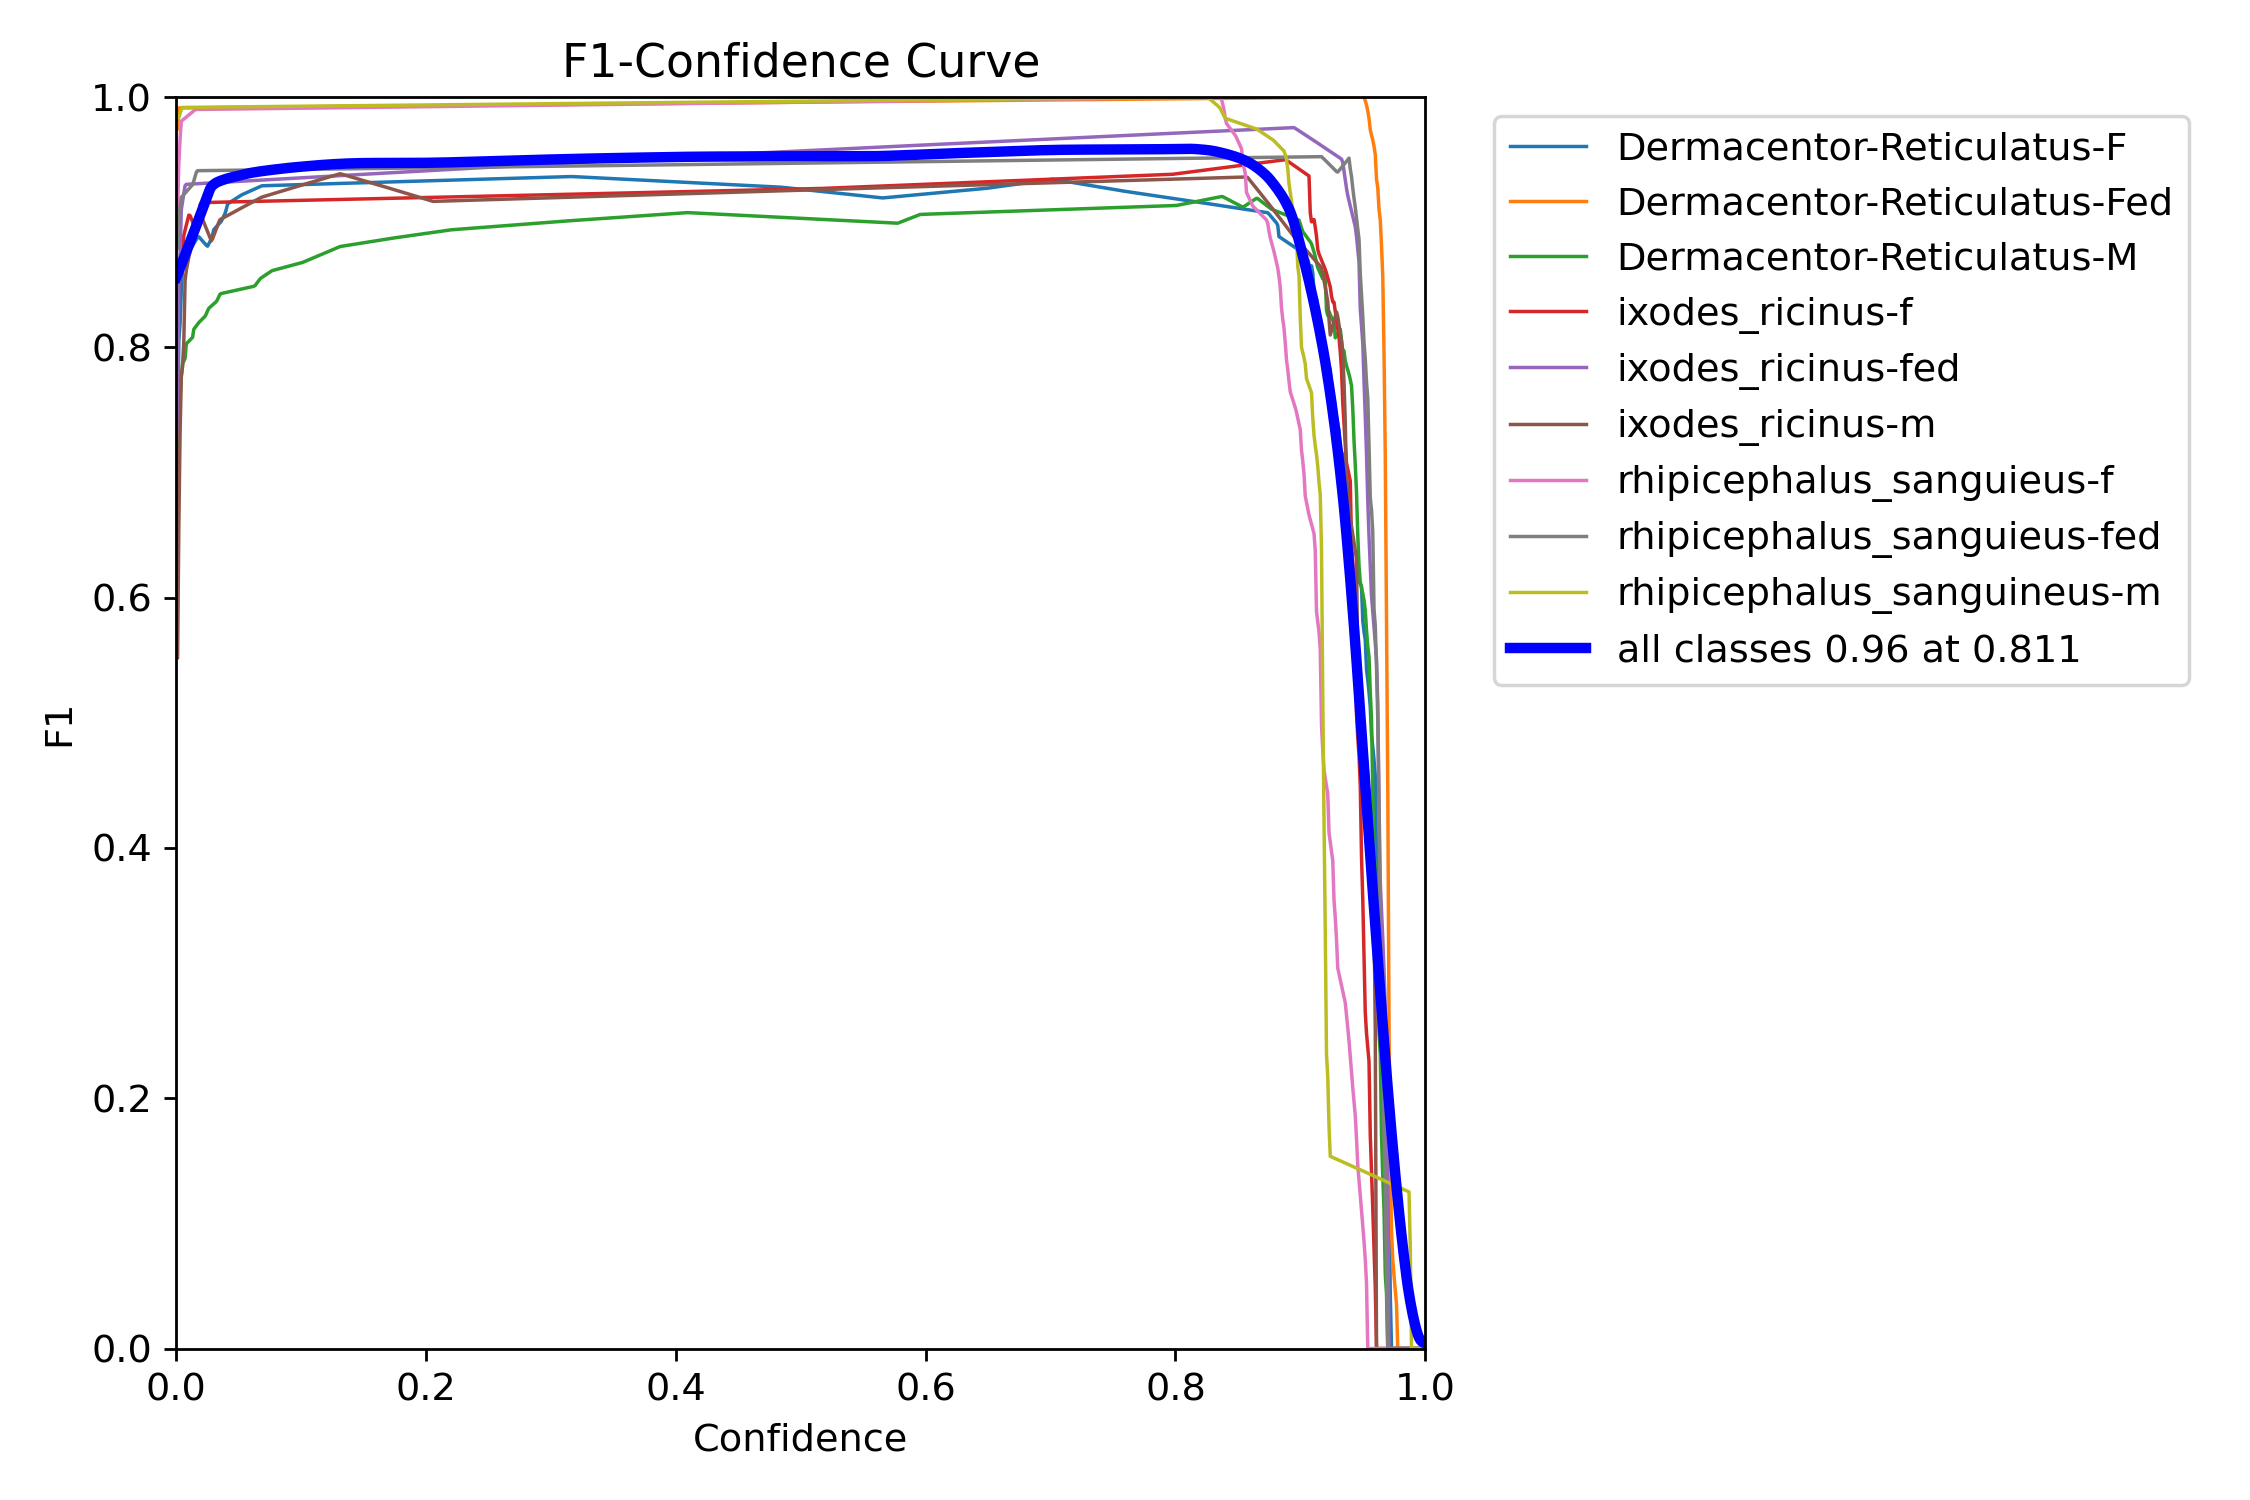 F1-Confidence Curve
1.0
0.8
0.6
0.4
0.2
0.0
F1
0.0 0.2 0.4 0.6 0.8 1.0
Confidence
Dermacentor-Reticulatus-F
Dermacentor-Reticulatus-Fed
Dermacentor-Reticulatus-M
ixodes_ricinus-f
ixodes_ricinus-fed
ixodes_ricinus-m
rhipicephalus_sanguieus-f
rhipicephalus_sanguieus-fed
rhipicephalus_sanguineus-m
all classes 0.96 at 0.811